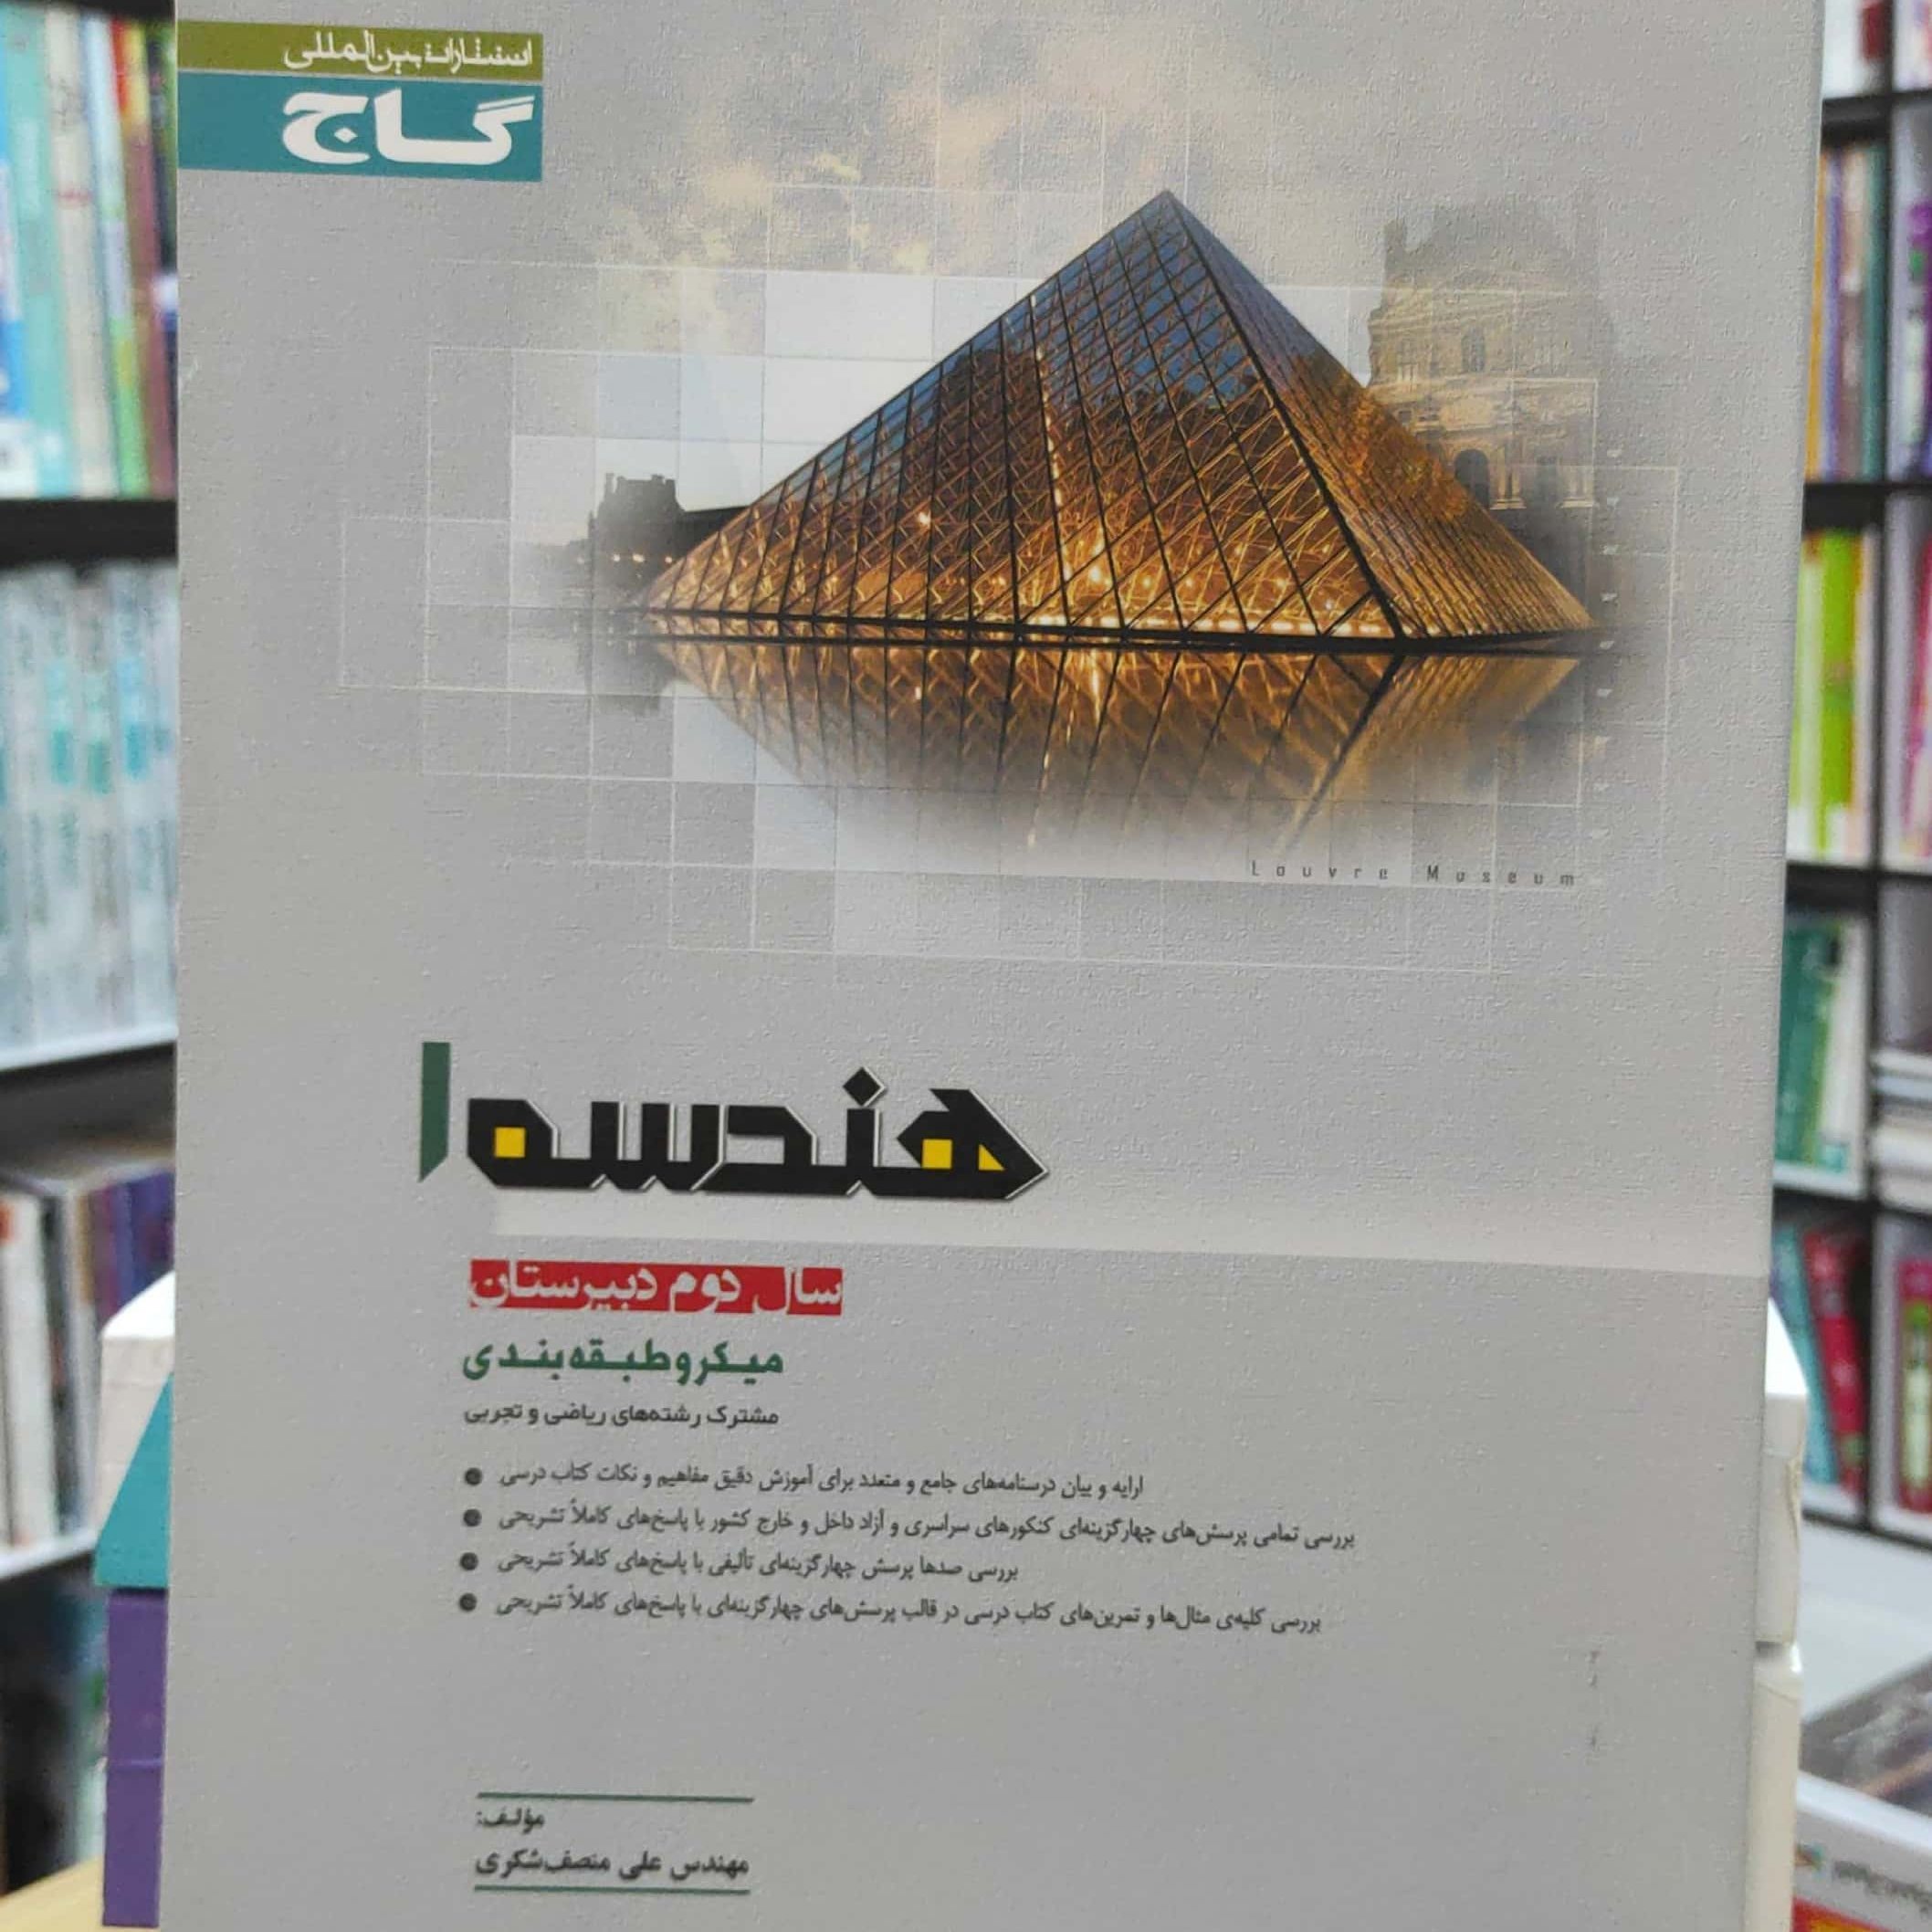 انتشارات بین‌المللی
گاج
Louvre Museum
هندسه ۱
سال دوم دبیرستان
میکرو طبقه‌بندی
مشترک رشته‌های ریاضی و تجربی
ارایه و بیان درسنامه‌های جامع و متعدد برای آموزش دقیق مفاهیم و نکات کتاب درسی
بررسی تمامی پرسش‌های چهارگزینه‌ای کنکورهای سراسری و آزاد داخل و خارج کشور با پاسخ‌های کاملاً تشریحی
بررسی صدها پرسش چهارگزینه‌ای تألیفی با پاسخ‌های کاملاً تشریحی
بررسی کلیه‌ی مثال‌ها و تمرین‌های کتاب درسی در قالب پرسش‌های چهارگزینه‌ای با پاسخ‌های کاملاً تشریحی
مؤلف:
مهندس علی منصف‌شکری